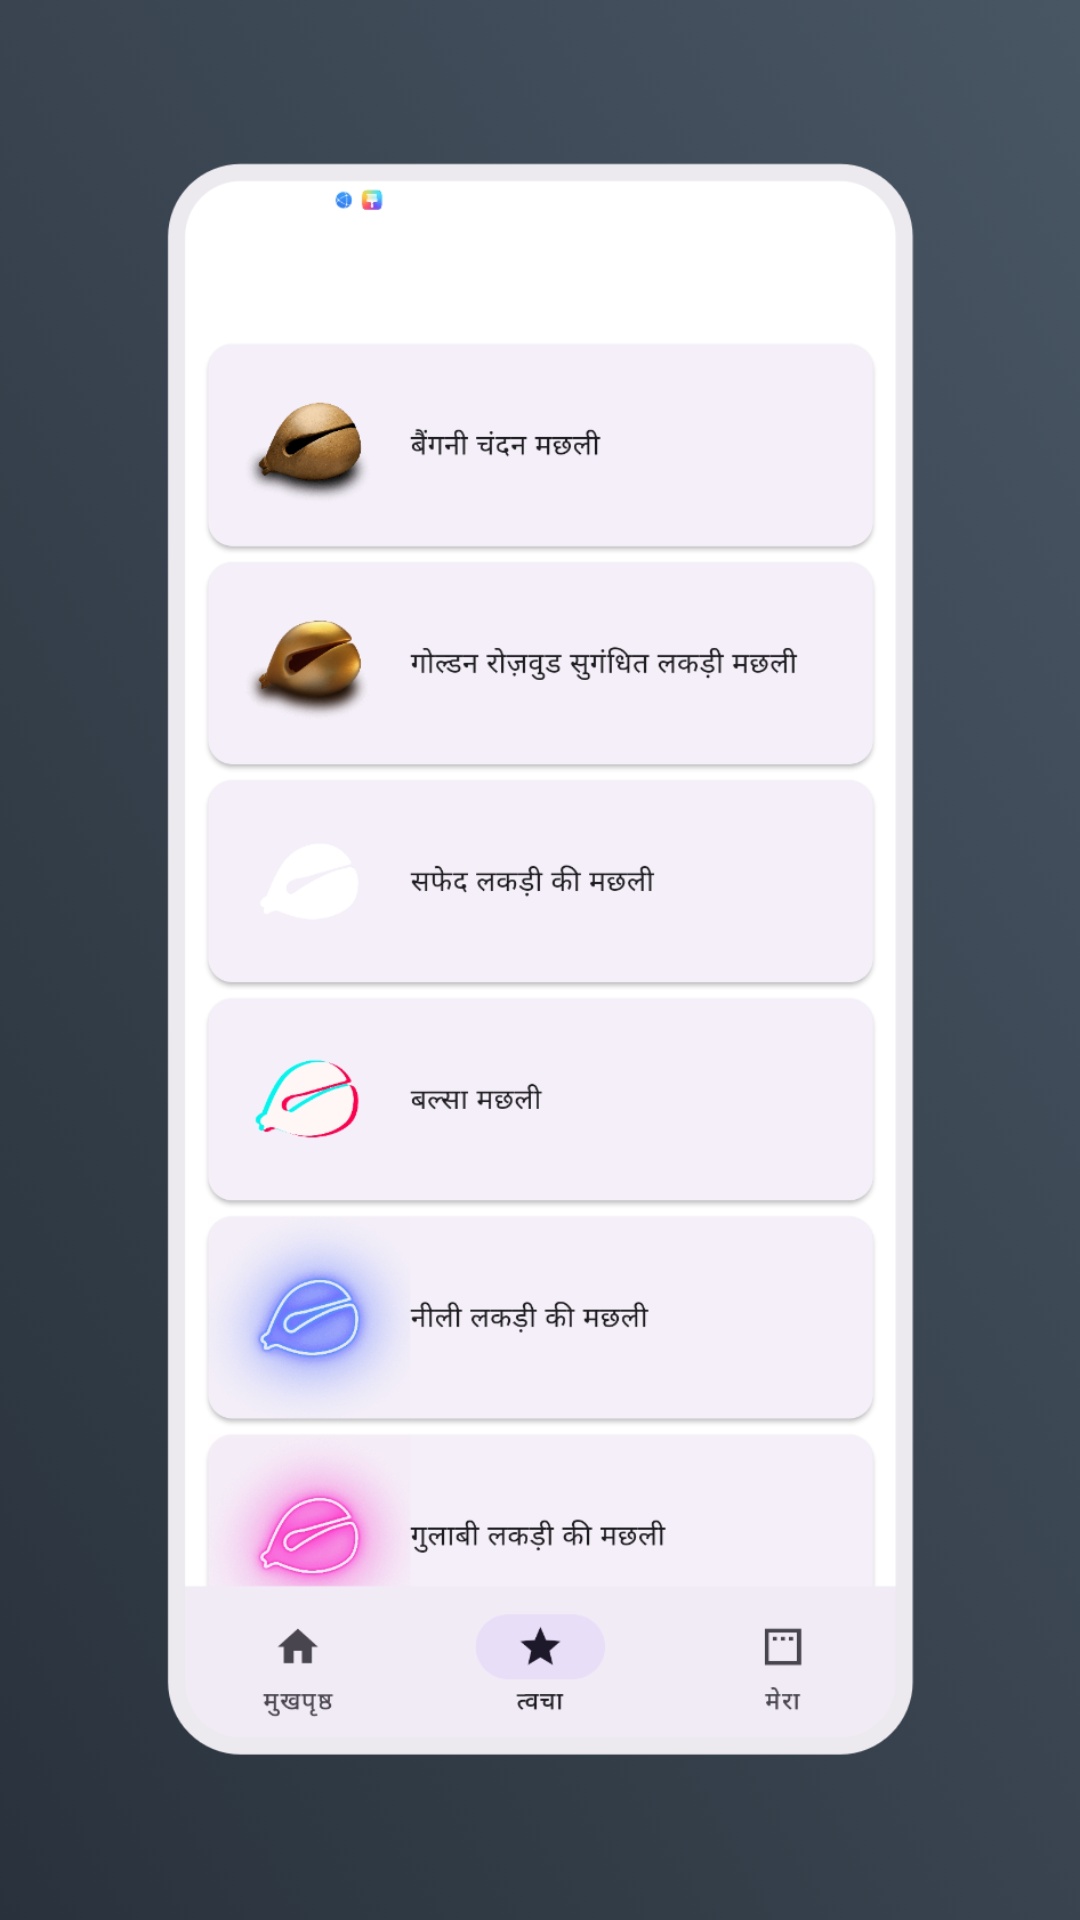 बैंगनी चंदन मछली
गोल्डन रोज़वुड सुगंधित लकड़ी मछली
सफेद लकड़ी की मछली
बल्सा मछली
नीली लकड़ी की मछली
गुलाबी लकड़ी की मछली
मुखपृष्ठ
त्वचा
मेरा